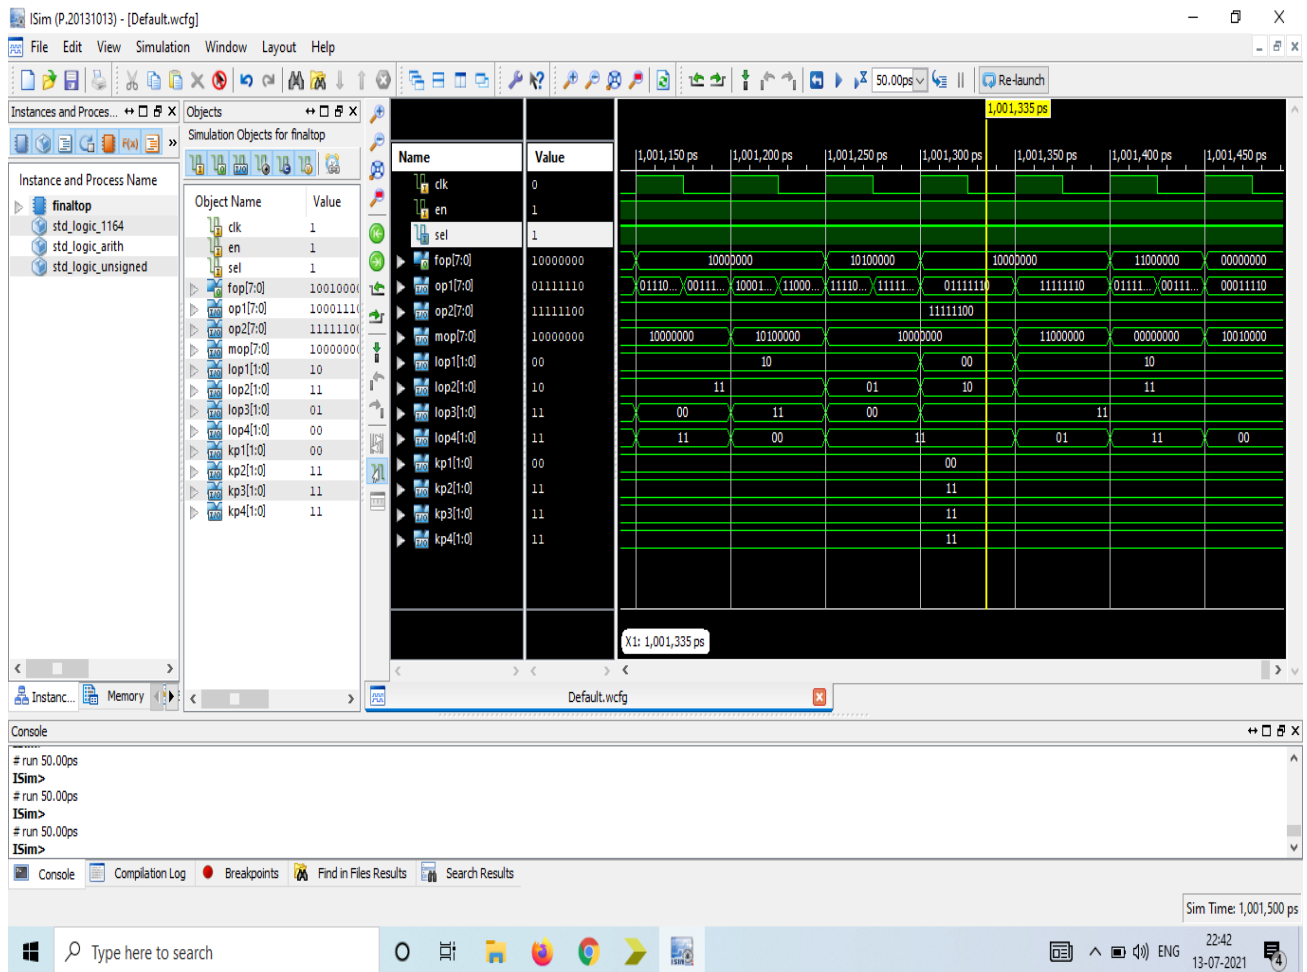 ISim (P.20131013) - [Default.wcfg]
File Edit View Simulation Window Layout Help
50.00ps Re-launch
Instances and Proces...
Instance and Process Name
finaltop
std_logic_1164
std_logic_arith
std_logic_unsigned
Instanc... Memory
Objects
Simulation Objects for finaltop
Object Name Value
clk 1
en 1
sel 1
fop[7:0] 1001000
op1[7:0] 1000111
op2[7:0] 1111110
mop[7:0] 1000000
lop1[1:0] 10
lop2[1:0] 11
lop3[1:0] 01
lop4[1:0] 00
kp1[1:0] 00
kp2[1:0] 11
kp3[1:0] 11
kp4[1:0] 11
1,001,335 ps
Name Value 1,001,150 ps 1,001,200 ps 1,001,250 ps 1,001,300 ps 1,001,350 ps 1,001,400 ps 1,001,450 ps
clk 0
en 1
sel 1
fop[7:0] 10000000 10000000 10100000 10000000 11000000 00000000
op1[7:0] 01111110 01110... 00111... 10001... 11000... 11110... 11111... 01111110 11111110 01111... 00111... 00011110
op2[7:0] 11111100 11111100
mop[7:0] 10000000 10000000 10100000 10000000 11000000 00000000 10010000
lop1[1:0] 00 10 00 10
lop2[1:0] 10 11 01 10 11
lop3[1:0] 11 00 11 00 11
lop4[1:0] 11 11 00 11 01 11 00
kp1[1:0] 00 00
kp2[1:0] 11 11
kp3[1:0] 11 11
kp4[1:0] 11 11
X1: 1,001,335 ps
Default.wcfg
Console
# run 50.00ps
ISim>
# run 50.00ps
ISim>
# run 50.00ps
ISim>
Console Compilation Log Breakpoints Find in Files Results Search Results
Sim Time: 1,001,500 ps
Type here to search
ENG
22:42
13-07-2021
4